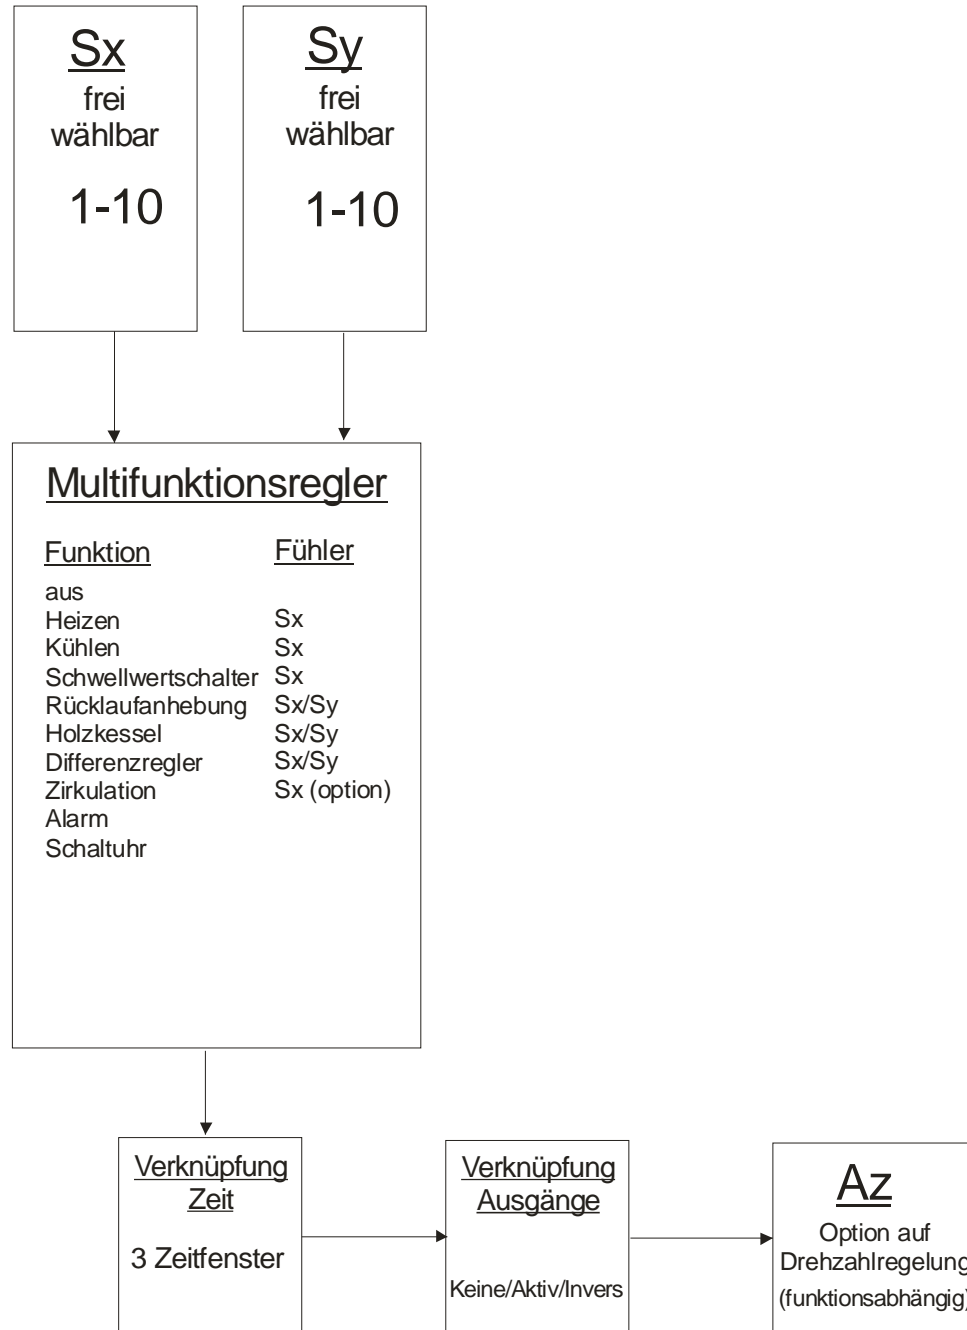 Sx
frei
wählbar
1-10
Sy
frei
wählbar
1-10
Multifunktionsregler
Funktion Fühler
aus
Heizen Sx
Kühlen Sx
Schwellwertschalter Sx
Rücklaufanhebung Sx/Sy
Holzkessel Sx/Sy
Differenzregler Sx/Sy
Zirkulation Sx (option)
Alarm
Schaltuhr
Verknüpfung
Zeit
3 Zeitfenster
Verknüpfung
Ausgänge
Keine/Aktiv/Invers
Az
Option auf
Drehzahlregelung
(funktionsabhängig)